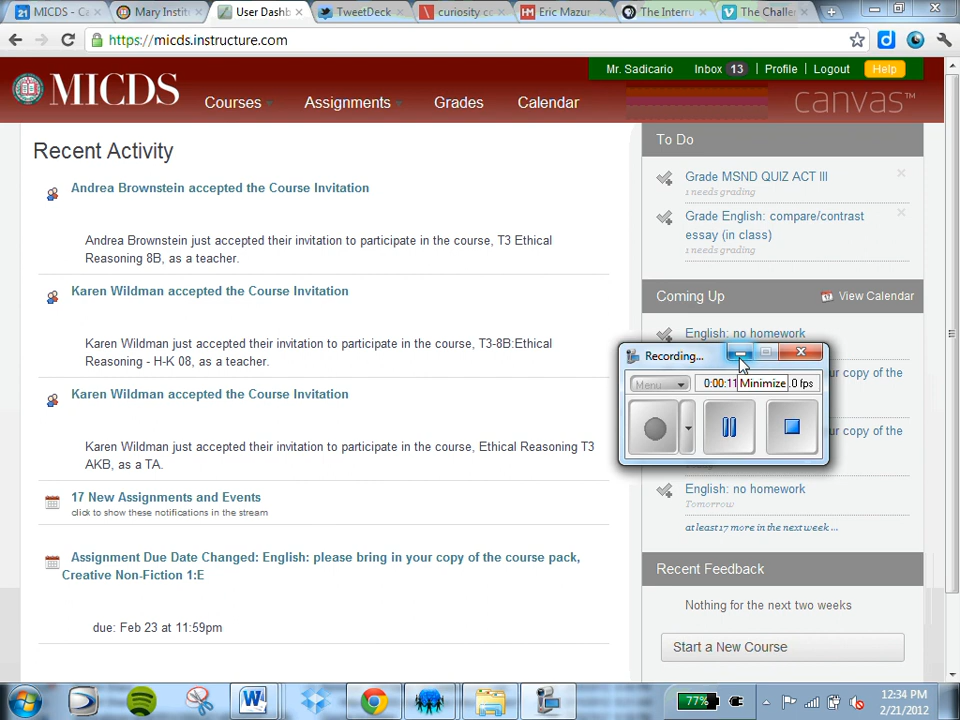 MICDS - Ca
Mary Instit
User Dashb
TweetDeck
curiosity co
Eric Mazur
The Interru
The Challer
https://micds.instructure.com
MICDS
Mr. Sadicario
Inbox 13
Profile
Logout
Help
Courses
Assignments
Grades
Calendar
canvas™
Recent Activity
Andrea Brownstein accepted the Course Invitation
Andrea Brownstein just accepted their invitation to participate in the course, T3 Ethical
Reasoning 8B, as a teacher.
Karen Wildman accepted the Course Invitation
Karen Wildman just accepted their invitation to participate in the course, T3-8B:Ethical
Reasoning - H-K 08, as a teacher.
Karen Wildman accepted the Course Invitation
Karen Wildman just accepted their invitation to participate in the course, Ethical Reasoning T3
AKB, as a TA.
17 New Assignments and Events
click to show these notifications in the stream
Assignment Due Date Changed: English: please bring in your copy of the course pack,
Creative Non-Fiction 1:E
due: Feb 23 at 11:59pm
To Do
Grade MSND QUIZ ACT III
1 needs grading
Grade English: compare/contrast
essay (in class)
1 needs grading
Coming Up
View Calendar
English: no homework
ur copy of the
ur copy of the
English: no homework
Tomorrow
at least 17 more in the next week ...
Recent Feedback
Nothing for the next two weeks
Start a New Course
Recording...
Menu
0:00:11
Minimize
.0 fps
77%
12:34 PM
2/21/2012